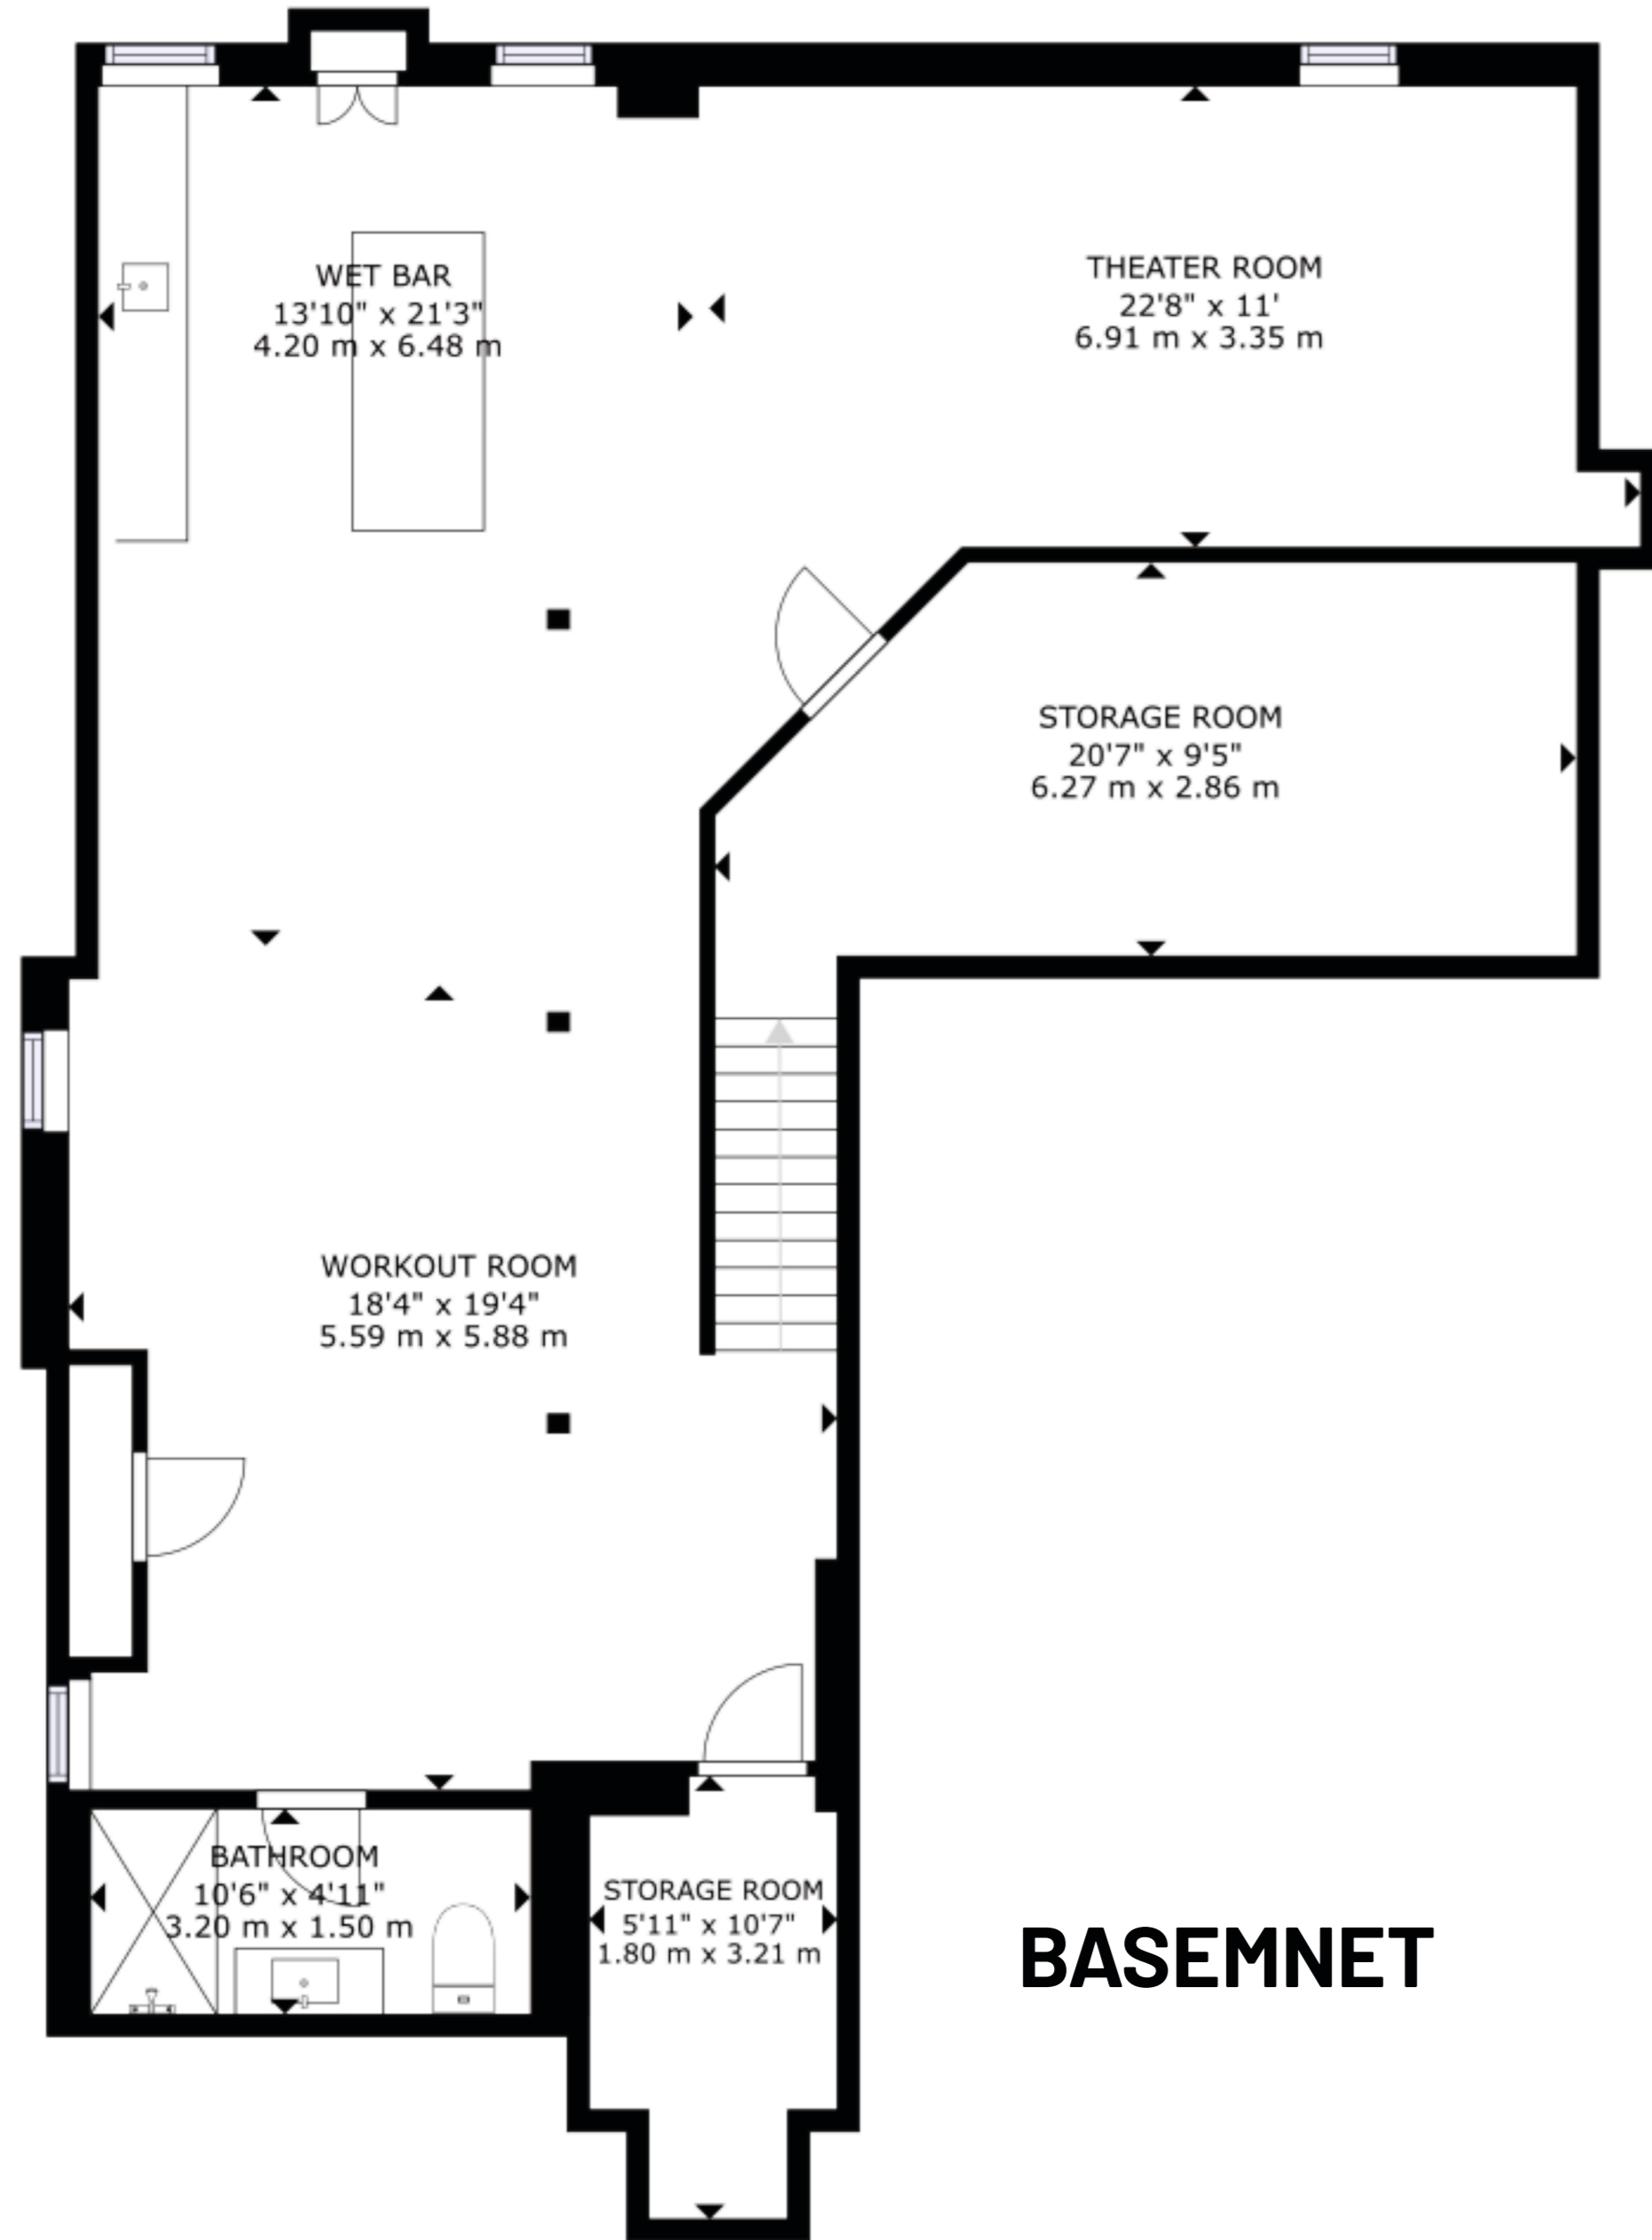 WET BAR
13'10" x 21'3"
4.20 m x 6.48 m
THEATER ROOM
22'8" x 11'
6.91 m x 3.35 m
STORAGE ROOM
20'7" x 9'5"
6.27 m x 2.86 m
WORKOUT ROOM
18'4" x 19'4"
5.59 m x 5.88 m
BATHROOM
10'6" x 4'11"
3.20 m x 1.50 m
STORAGE ROOM
5'11" x 10'7"
1.80 m x 3.21 m
BASEMNET